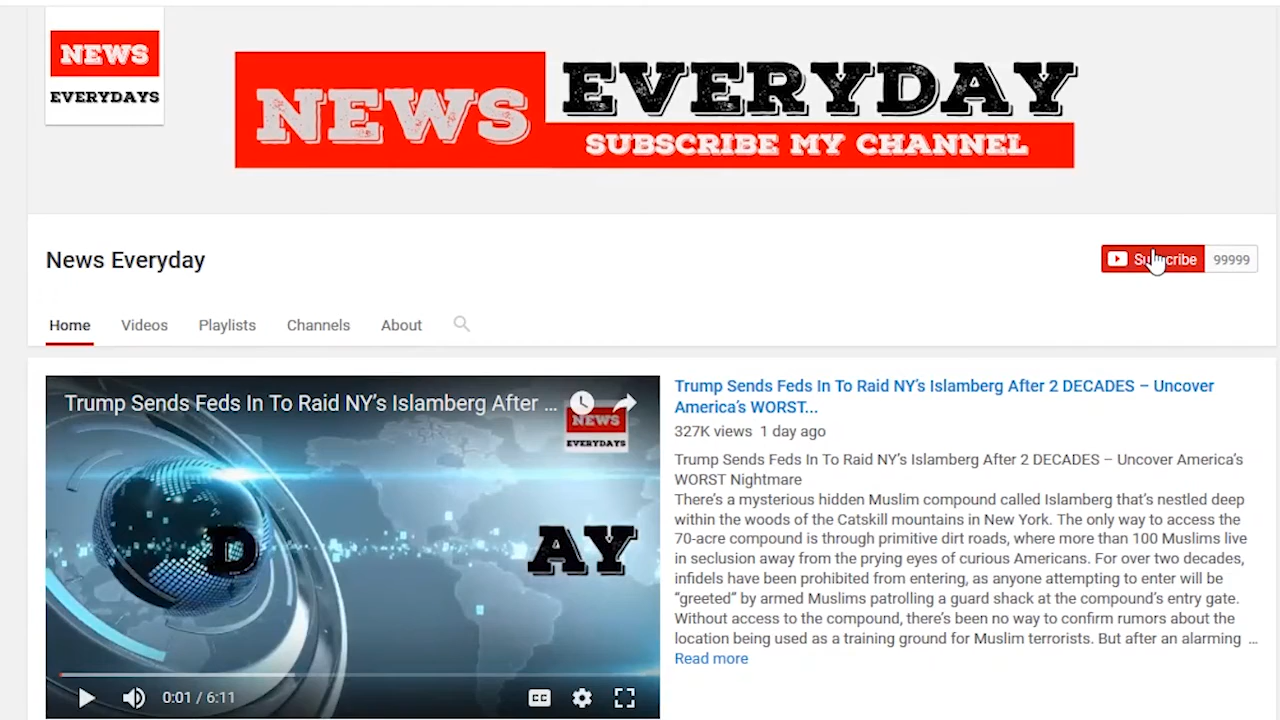 NEWS
EVERYDAYS
NEWS
EVERYDAY
SUBSCRIBE MY CHANNEL
News Everyday
Subscribe 99999
Home Videos Playlists Channels About
Trump Sends Feds In To Raid NY's Islamberg After ...
NEWS
EVERYDAYS
D AY
0:01 / 6:11
CC
Trump Sends Feds In To Raid NY's Islamberg After 2 DECADES – Uncover
America's WORST...
327K views 1 day ago
Trump Sends Feds In To Raid NY's Islamberg After 2 DECADES – Uncover America's
WORST Nightmare
There's a mysterious hidden Muslim compound called Islamberg that's nestled deep
within the woods of the Catskill mountains in New York. The only way to access the
70-acre compound is through primitive dirt roads, where more than 100 Muslims live
in seclusion away from the prying eyes of curious Americans. For over two decades,
infidels have been prohibited from entering, as anyone attempting to enter will be
“greeted” by armed Muslims patrolling a guard shack at the compound's entry gate.
Without access to the compound, there's been no way to confirm rumors about the
location being used as a training ground for Muslim terrorists. But after an alarming ...
Read more